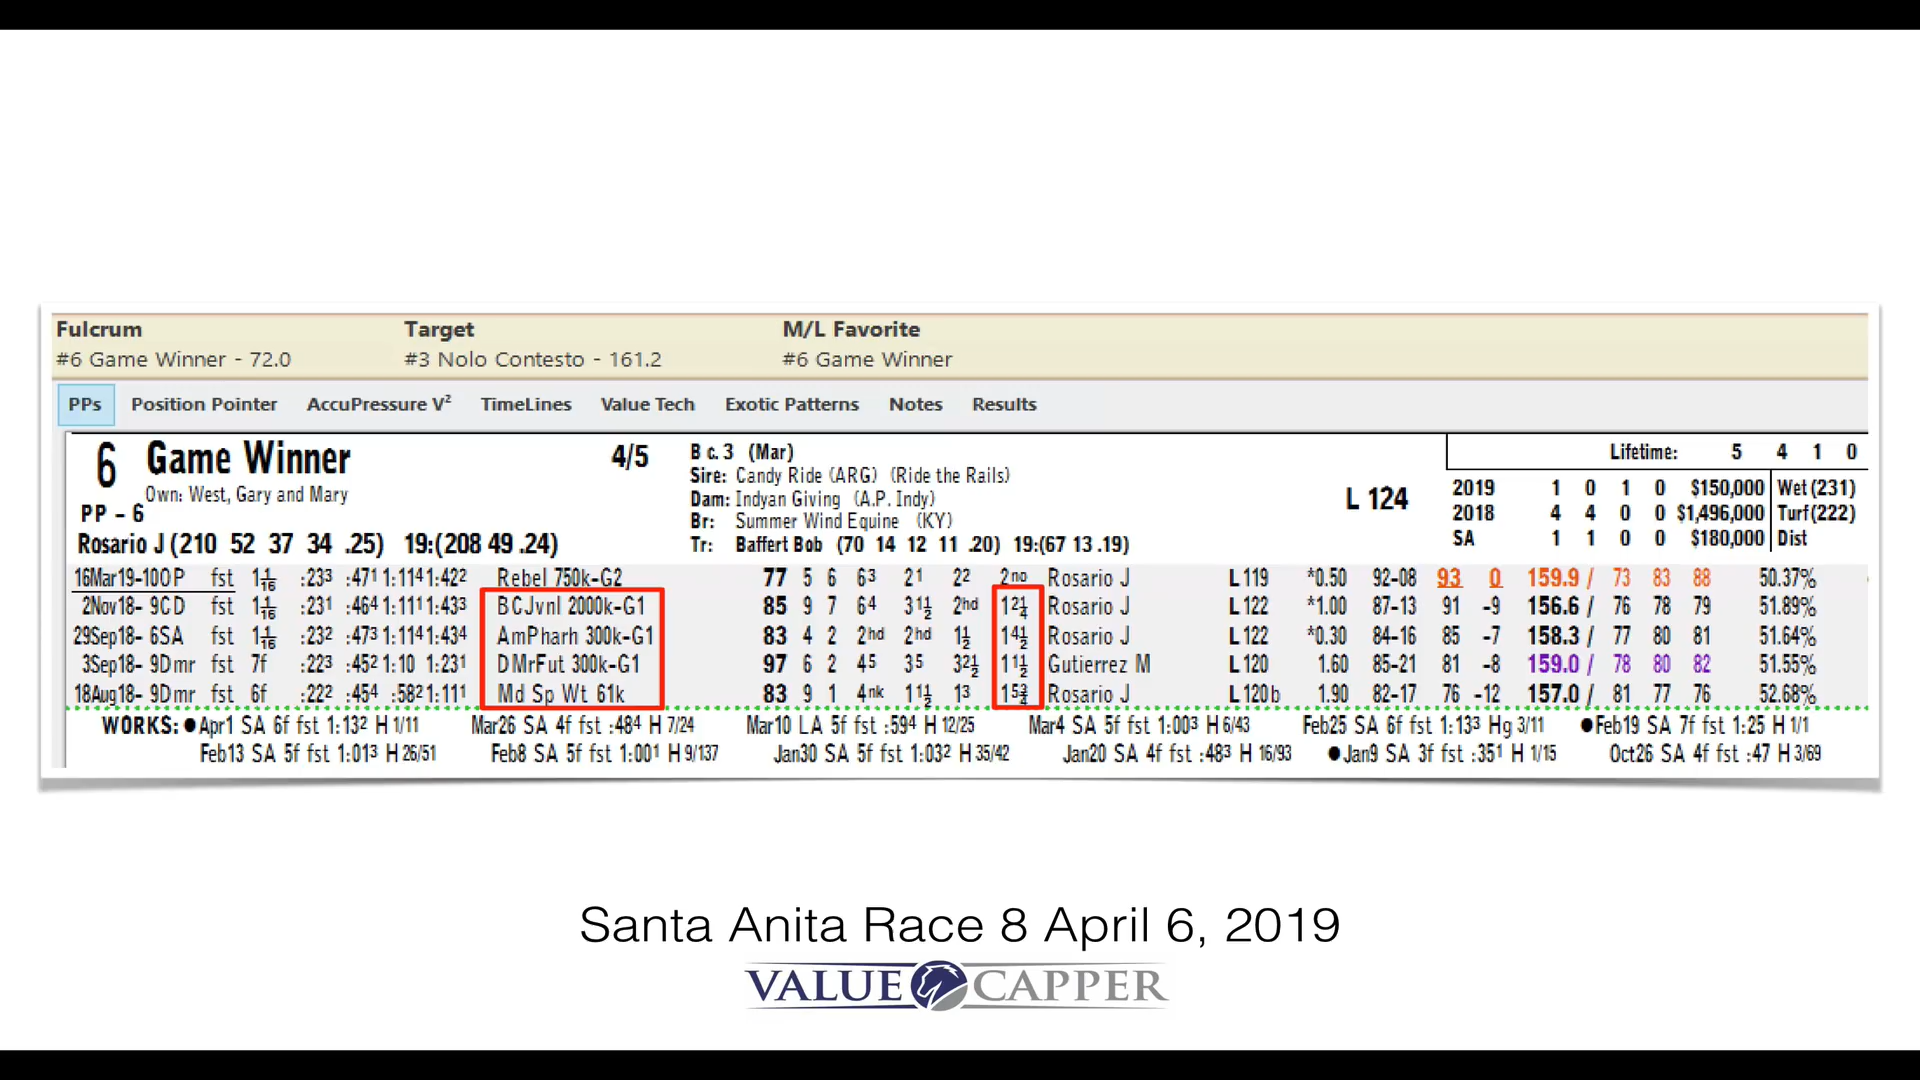 Fulcrum Target M/L Favorite
#6 Game Winner - 72.0 #3 Nolo Contesto - 161.2 #6 Game Winner
PPs Position Pointer AccuPressure V² TimeLines Value Tech Exotic Patterns Notes Results
6 Game Winner 4/5
Own: West, Gary and Mary
PP – 6
Rosario J (210 52 37 34 .25) 19:(208 49 .24)
B c. 3 (Mar)
Sire: Candy Ride (ARG) (Ride the Rails)
Dam: Indyan Giving (A.P. Indy)
Br: Summer Wind Equine (KY)
Tr: Baffert Bob (70 14 12 11 .20) 19:(67 13 .19)
L 124
Lifetime: 5 4 1 0
2019 1 0 1 0 $150,000 Wet (231)
2018 4 4 0 0 $1,496,000 Turf (222)
SA 1 1 0 0 $180,000 Dist
16Mar19-10OP fst 1 1/16 :23³ :47¹ 1:11⁴ 1:42² Rebel 750k-G2 77 5 6 6³ 2¹ 2² 2ⁿᵒ Rosario J L 119 *0.50 92-08 93 0 159.9 / 73 83 88 50.37%
2Nov18- 9CD fst 1 1/16 :23¹ :46⁴ 1:11¹ 1:43³ BCJvnl 2000k-G1 85 9 7 6⁴ 3¹½ 2ʰᵈ 1²¼ Rosario J L 122 *1.00 87-13 91 -9 156.6 / 76 78 79 51.89%
29Sep18- 6SA fst 1 1/16 :23² :47³ 1:11⁴ 1:43⁴ AmPharh 300k-G1 83 4 2 2ʰᵈ 2ʰᵈ 1½ 1⁴½ Rosario J L 122 *0.30 84-16 85 -7 158.3 / 77 80 81 51.64%
3Sep18- 9Dmr fst 7f :22³ :45² 1:10 1:23¹ DMrFut 300k-G1 97 6 2 4⁵ 3⁵ 3²½ 1¹½ Gutierrez M L 120 1.60 85-21 81 -8 159.0 / 78 80 82 51.55%
18Aug18- 9Dmr fst 6f :22² :45⁴ :58² 1:11¹ Md Sp Wt 61k 83 9 1 4ⁿᵏ 1¹½ 1³ 1⁵¾ Rosario J L 120b 1.90 82-17 76 -12 157.0 / 81 77 76 52.68%
WORKS: ●Apr1 SA 6f fst 1:13² H 1/11 Mar26 SA 4f fst :48⁴ H 7/24 Mar10 LA 5f fst :59⁴ H 12/25 Mar4 SA 5f fst 1:00³ H 6/43 Feb25 SA 6f fst 1:13³ Hg 3/11 ●Feb19 SA 7f fst 1:25 H 1/1
Feb13 SA 5f fst 1:01³ H 26/51 Feb8 SA 5f fst 1:00¹ H 9/137 Jan30 SA 5f fst 1:03² H 35/42 Jan20 SA 4f fst :48³ H 16/93 ●Jan9 SA 3f fst :35¹ H 1/15 Oct26 SA 4f fst :47 H 3/69
Santa Anita Race 8 April 6, 2019
VALUE CAPPER